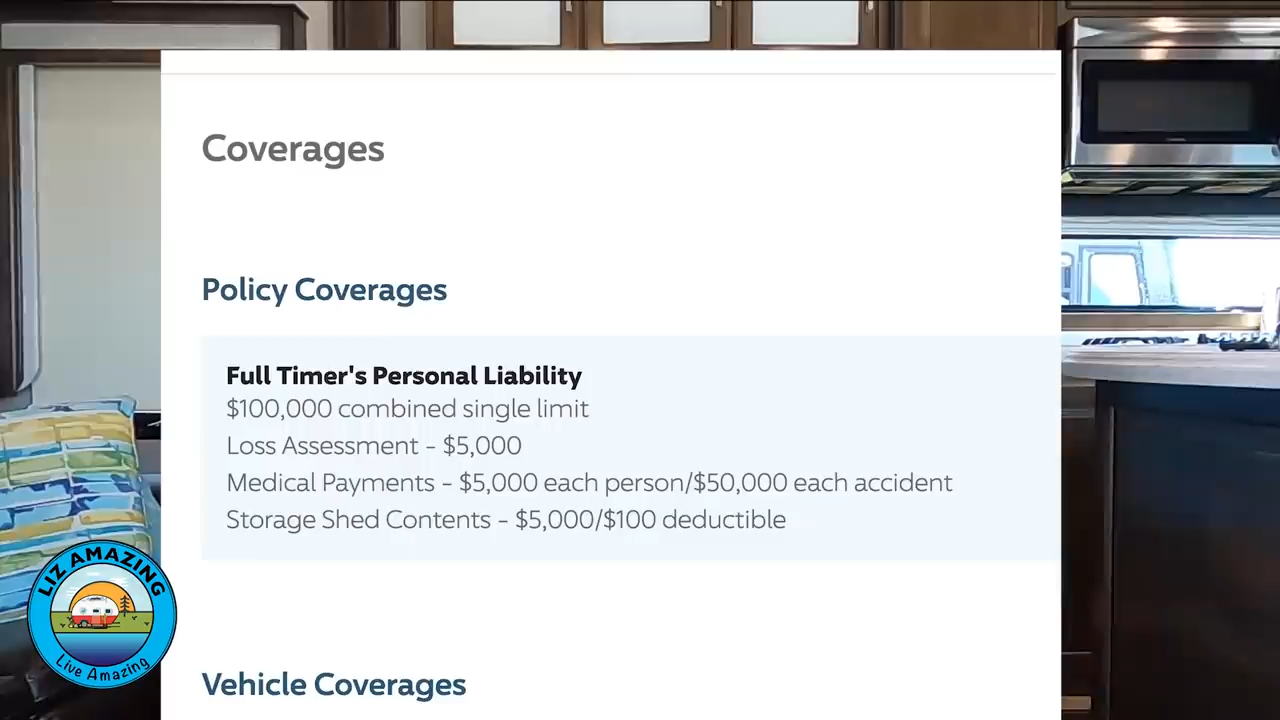 Coverages
Policy Coverages
Full Timer's Personal Liability
$100,000 combined single limit
Loss Assessment – $5,000
Medical Payments – $5,000 each person/$50,000 each accident
Storage Shed Contents – $5,000/$100 deductible
Vehicle Coverages
LIZ AMAZING
Live Amazing